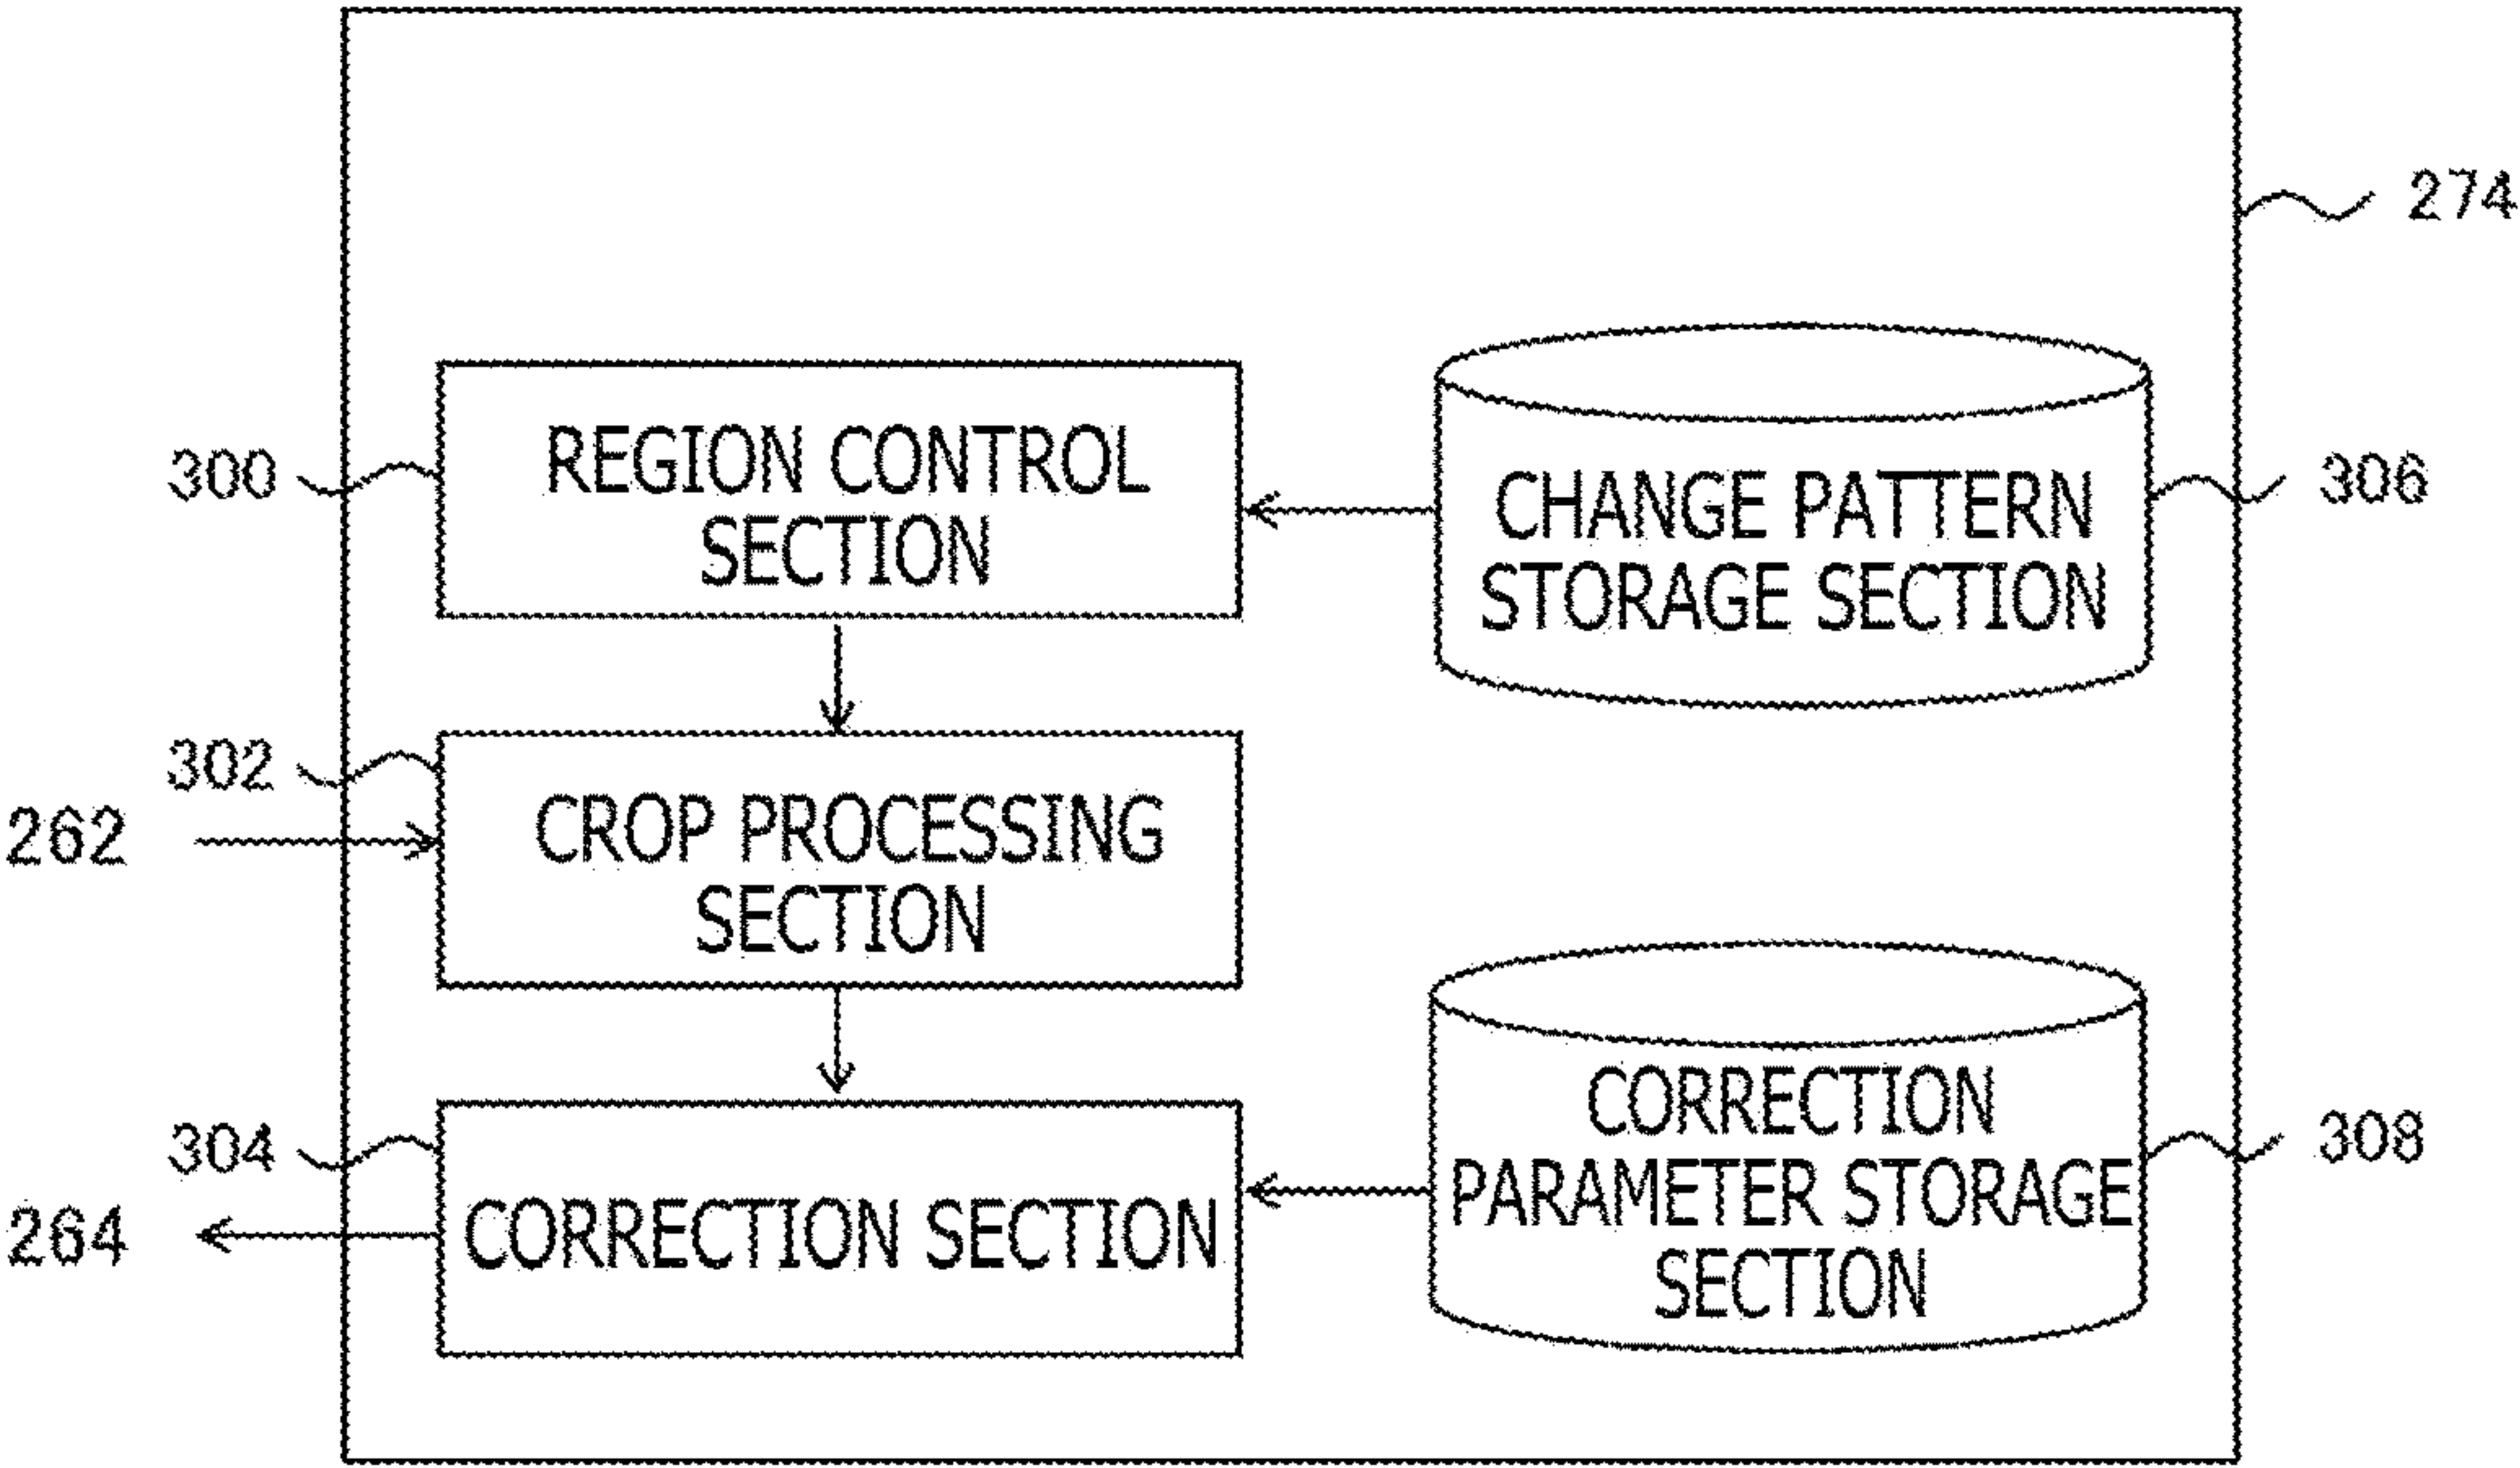 274
300
REGION CONTROL
SECTION
CHANGE PATTERN
STORAGE SECTION
306
302
262
CROP PROCESSING
SECTION
304
264
CORRECTION SECTION
CORRECTION
PARAMETER STORAGE
SECTION
308